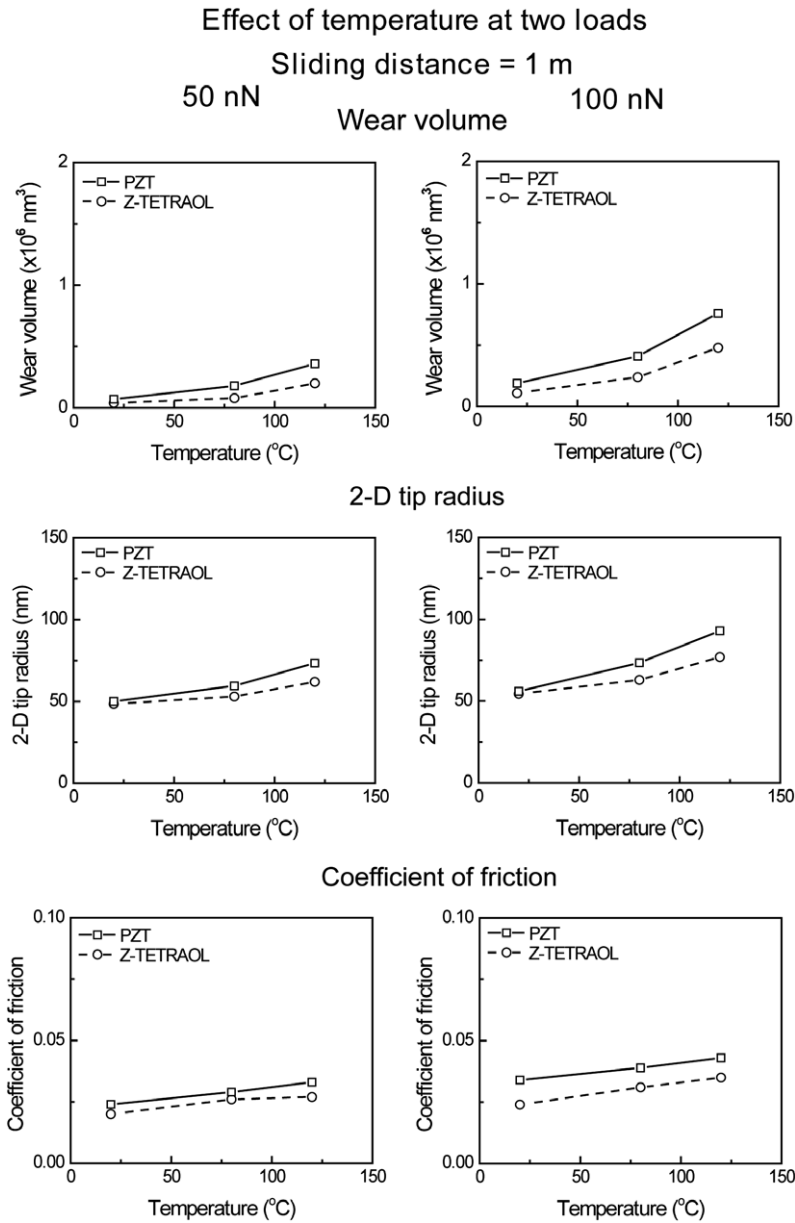 Effect of temperature at two loads
Sliding distance = 1 m
50 nN 100 nN
Wear volume
2
1
0
Wear volume (x10⁶ nm³)
PZT
Z-TETRAOL
0 50 100 150
Temperature (°C)
2
1
0
Wear volume (x10⁶ nm³)
PZT
Z-TETRAOL
0 50 100 150
Temperature (°C)
2-D tip radius
150
100
50
0
2-D tip radius (nm)
PZT
Z-TETRAOL
0 50 100 150
Temperature (°C)
150
100
50
0
2-D tip radius (nm)
PZT
Z-TETRAOL
0 50 100 150
Temperature (°C)
Coefficient of friction
0.10
0.05
0.00
Coefficient of friction
PZT
Z-TETRAOL
0 50 100 150
Temperature (°C)
0.10
0.05
0.00
Coefficient of friction
PZT
Z-TETRAOL
0 50 100 150
Temperature (°C)